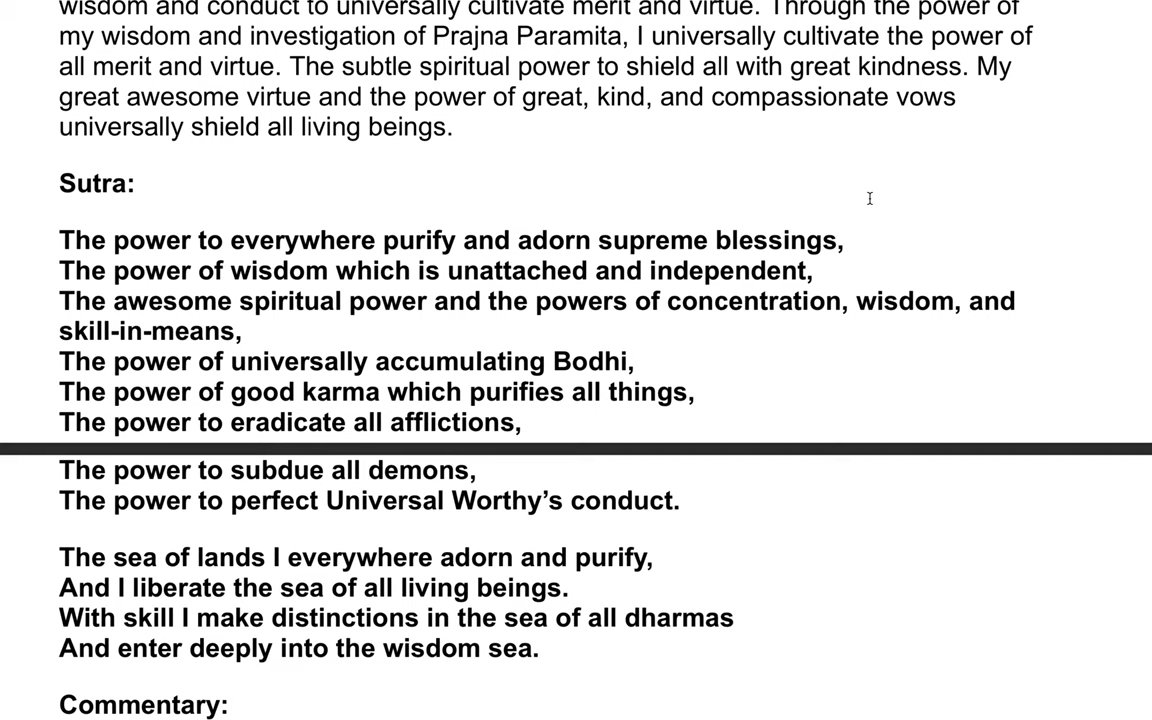 wisdom and conduct to universally cultivate merit and virtue. Through the power of
my wisdom and investigation of Prajna Paramita, I universally cultivate the power of
all merit and virtue. The subtle spiritual power to shield all with great kindness. My
great awesome virtue and the power of great, kind, and compassionate vows
universally shield all living beings.
Sutra:
The power to everywhere purify and adorn supreme blessings,
The power of wisdom which is unattached and independent,
The awesome spiritual power and the powers of concentration, wisdom, and
skill-in-means,
The power of universally accumulating Bodhi,
The power of good karma which purifies all things,
The power to eradicate all afflictions,
The power to subdue all demons,
The power to perfect Universal Worthy’s conduct.
The sea of lands I everywhere adorn and purify,
And I liberate the sea of all living beings.
With skill I make distinctions in the sea of all dharmas
And enter deeply into the wisdom sea.
Commentary: